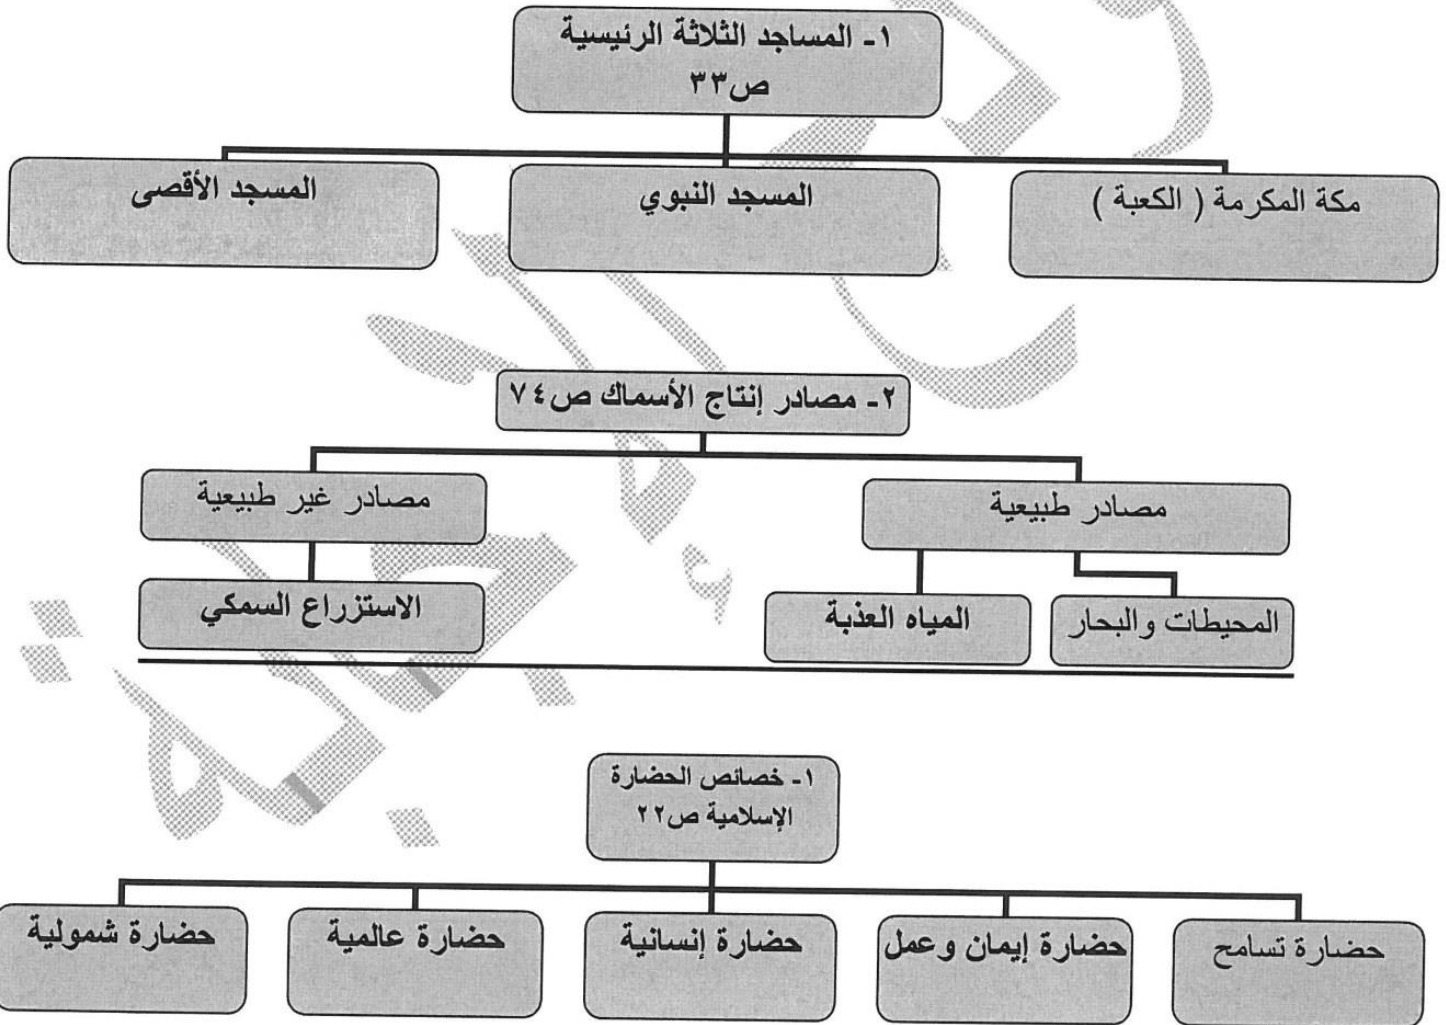 ١- المساجد الثلاثة الرئيسية
ص٣٣
مكة المكرمة ( الكعبة )
المسجد النبوي
المسجد الأقصى
٢- مصادر إنتاج الأسماك ص٧٤
مصادر طبيعية
مصادر غير طبيعية
المحيطات والبحار
المياه العذبة
الاستزراع السمكي
١- خصائص الحضارة
الإسلامية ص٢٢
حضارة تسامح
حضارة إيمان وعمل
حضارة إنسانية
حضارة عالمية
حضارة شمولية